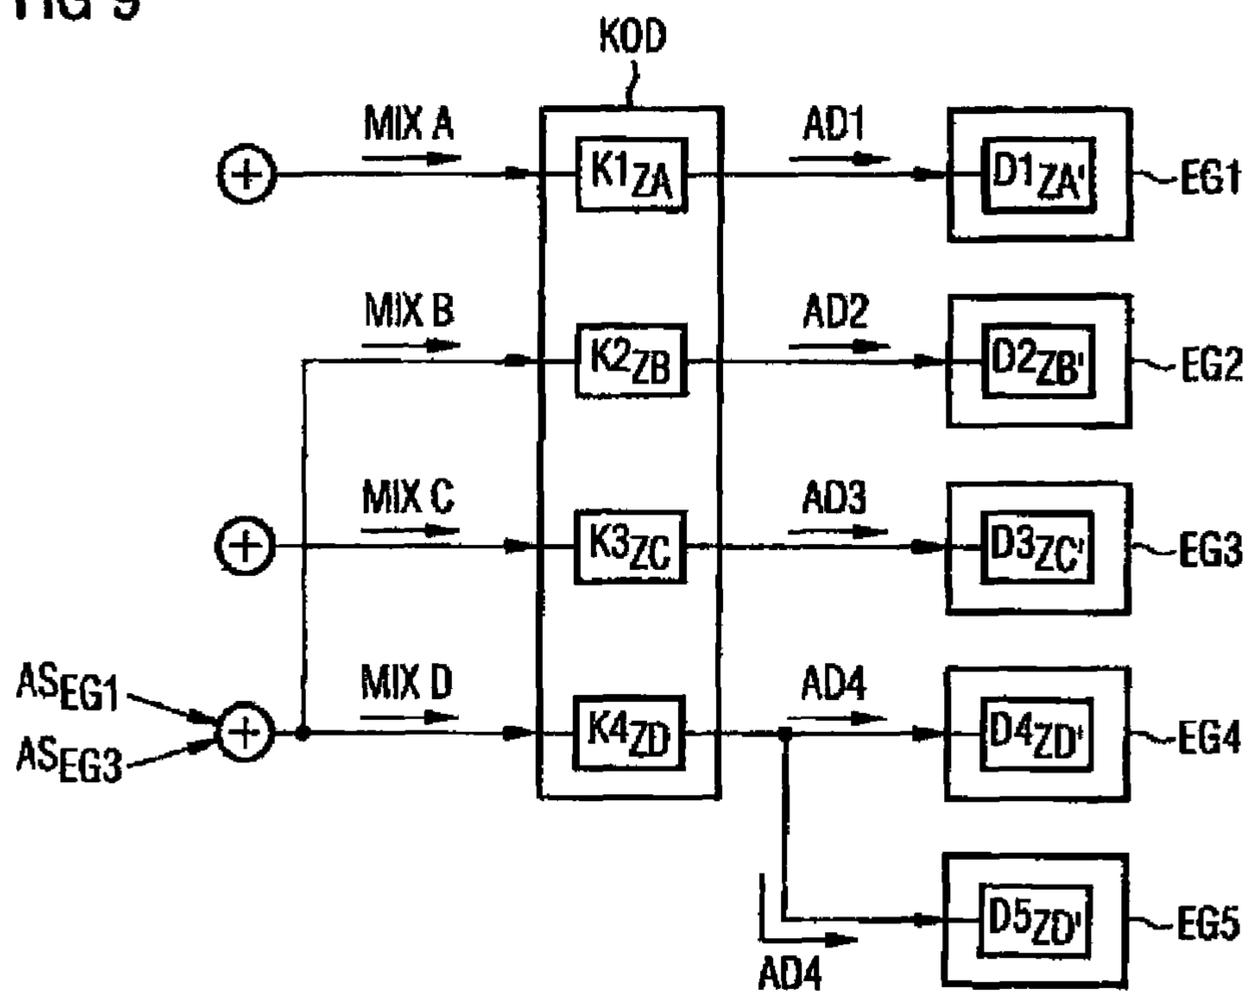 FIG 9
KOD
MIX A
AD1
K1ZA
D1ZA'
EG1
MIX B
AD2
K2ZB
D2ZB'
EG2
MIX C
AD3
K3ZC
D3ZC'
EG3
ASEG1
MIX D
AD4
K4ZD
D4ZD'
EG4
ASEG3
D5ZD'
EG5
AD4